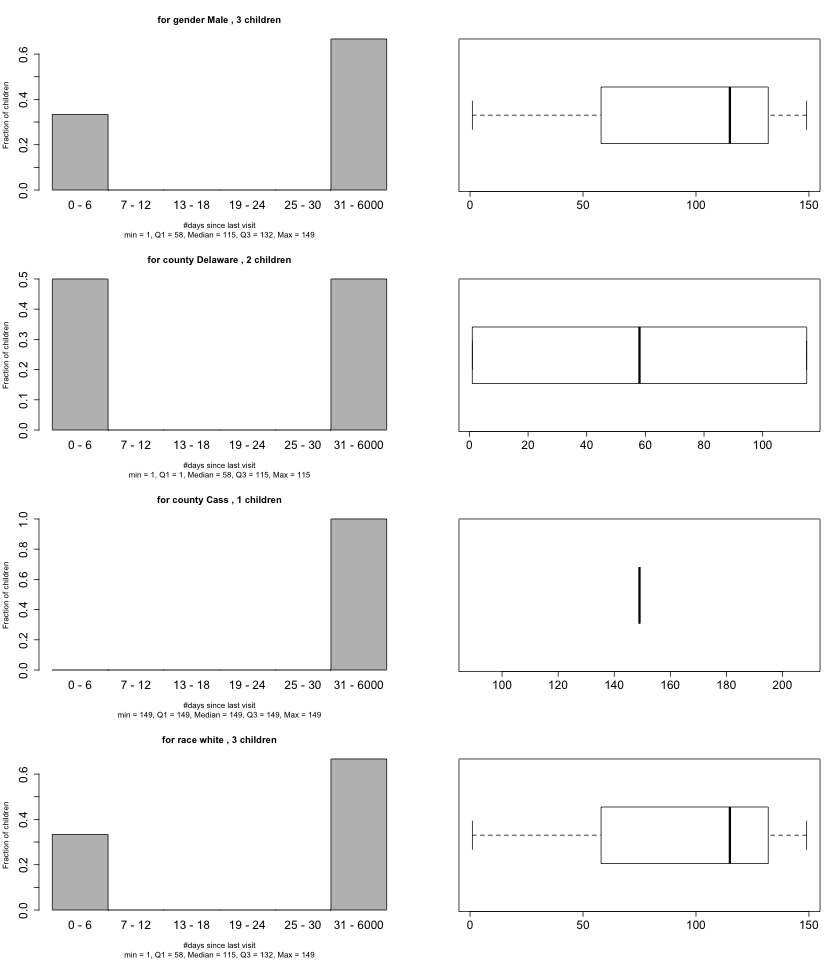 for gender Male , 3 children
Fraction of children
0.0 0.2 0.4 0.6
0 - 6 7 - 12 13 - 18 19 - 24 25 - 30 31 - 6000
#days since last visit
min = 1, Q1 = 58, Median = 115, Q3 = 132, Max = 149
0 50 100 150
for county Delaware , 2 children
Fraction of children
0.0 0.1 0.2 0.3 0.4 0.5
0 - 6 7 - 12 13 - 18 19 - 24 25 - 30 31 - 6000
#days since last visit
min = 1, Q1 = 1, Median = 58, Q3 = 115, Max = 115
0 20 40 60 80 100
for county Cass , 1 children
Fraction of children
0.0 0.2 0.4 0.6 0.8 1.0
0 - 6 7 - 12 13 - 18 19 - 24 25 - 30 31 - 6000
#days since last visit
min = 149, Q1 = 149, Median = 149, Q3 = 149, Max = 149
100 120 140 160 180 200
for race white , 3 children
Fraction of children
0.0 0.2 0.4 0.6
0 - 6 7 - 12 13 - 18 19 - 24 25 - 30 31 - 6000
#days since last visit
min = 1, Q1 = 58, Median = 115, Q3 = 132, Max = 149
0 50 100 150